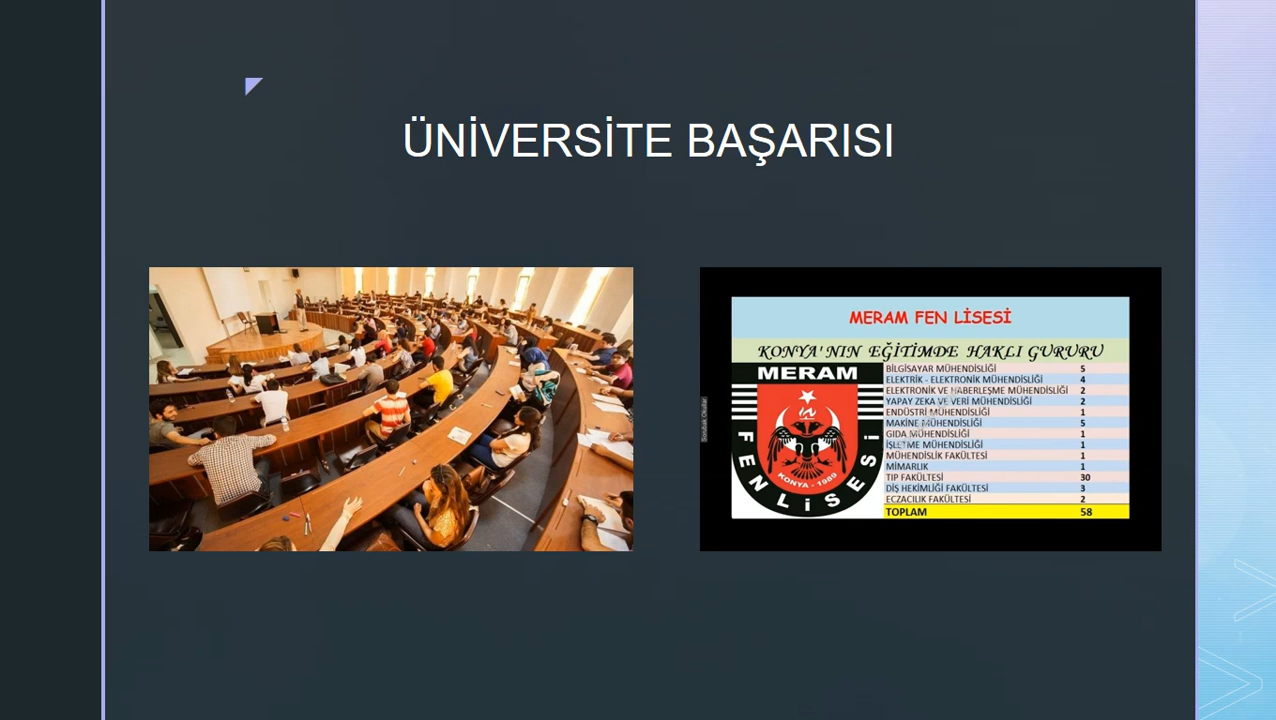 ÜNİVERSİTE BAŞARISI
MERAM FEN LİSESİ
KONYA'NIN EĞİTİMDE HAKLI GURURU
MERAM
FEN LİSESİ
KONYA - 1989
BİLGİSAYAR MÜHENDİSLİĞİ 5
ELEKTRİK - ELEKTRONİK MÜHENDİSLİĞİ 4
ELEKTRONİK VE HABERLEŞME MÜHENDİSLİĞİ 2
YAPAY ZEKA VE VERİ MÜHENDİSLİĞİ 2
ENDÜSTRİ MÜHENDİSLİĞİ 1
MAKİNE MÜHENDİSLİĞİ 5
GIDA MÜHENDİSLİĞİ 1
İŞLETME MÜHENDİSLİĞİ 1
MÜHENDİSLİK FAKÜLTESİ 1
MİMARLIK 1
TIP FAKÜLTESİ 30
DİŞ HEKİMLİĞİ FAKÜLTESİ 3
ECZACILIK FAKÜLTESİ 2
TOPLAM 58